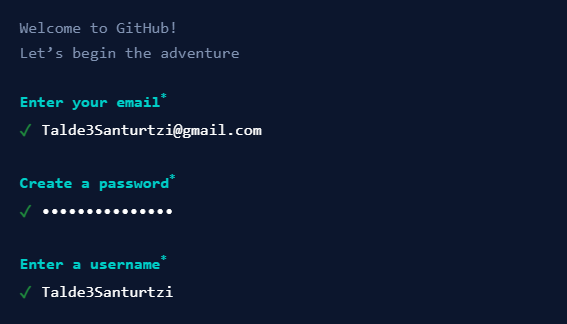 Welcome to GitHub!
Let’s begin the adventure
Enter your email*
✓ Talde3Santurtzi@gmail.com
Create a password*
✓ •••••••••••••••
Enter a username*
✓ Talde3Santurtzi